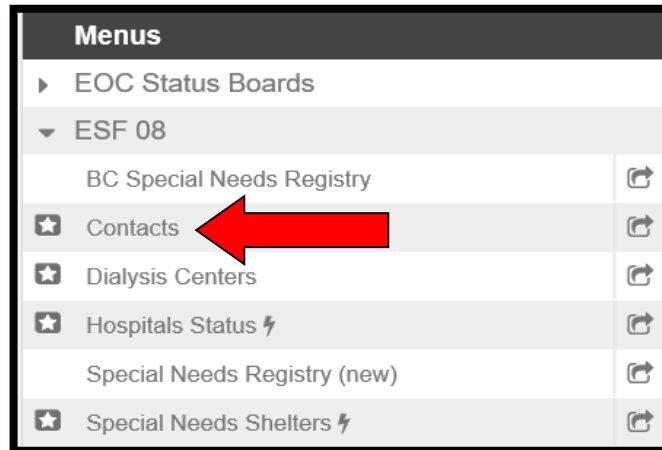 Menus
EOC Status Boards
ESF 08
BC Special Needs Registry
Contacts
Dialysis Centers
Hospitals Status
Special Needs Registry (new)
Special Needs Shelters